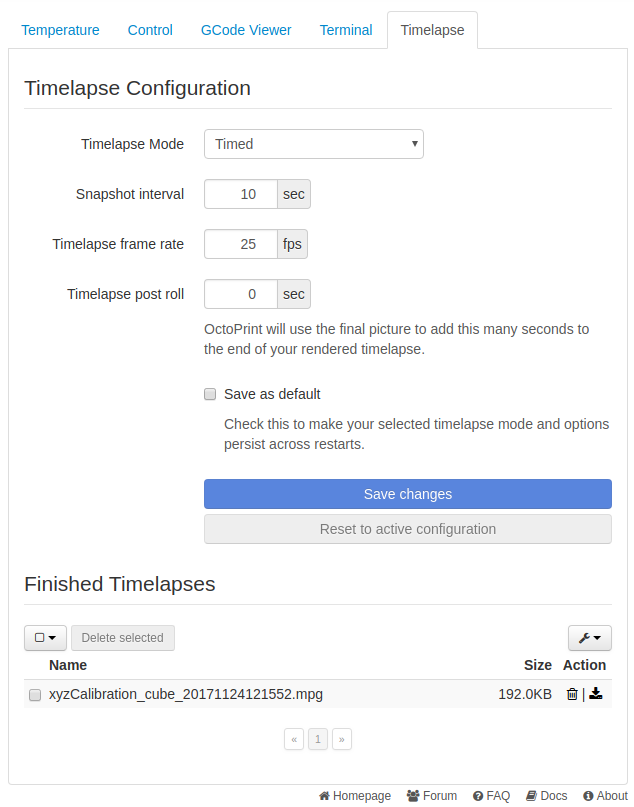 Temperature Control GCode Viewer Terminal Timelapse
Timelapse Configuration
Timelapse Mode Timed
Snapshot interval 10 sec
Timelapse frame rate 25 fps
Timelapse post roll 0 sec
OctoPrint will use the final picture to add this many seconds to
the end of your rendered timelapse.
Save as default
Check this to make your selected timelapse mode and options
persist across restarts.
Save changes
Reset to active configuration
Finished Timelapses
Delete selected
Name Size Action
xyzCalibration_cube_20171124121552.mpg 192.0KB |
« 1 »
Homepage Forum FAQ Docs About